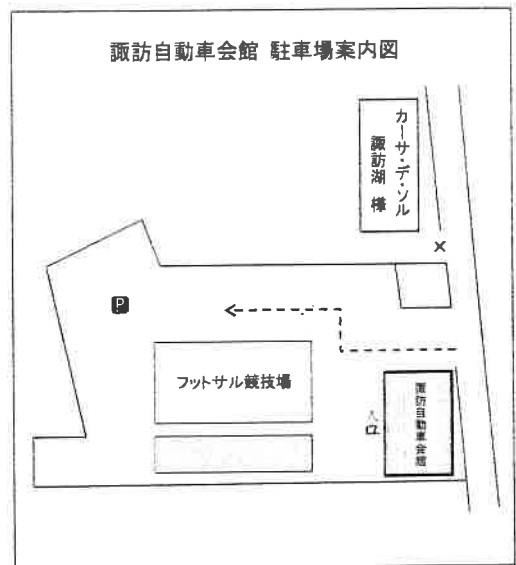 諏訪自動車会館 駐車場案内図
カーサ・デ・ソル
諏訪湖 様
×
P
フットサル競技場
入口
諏訪自動車会館